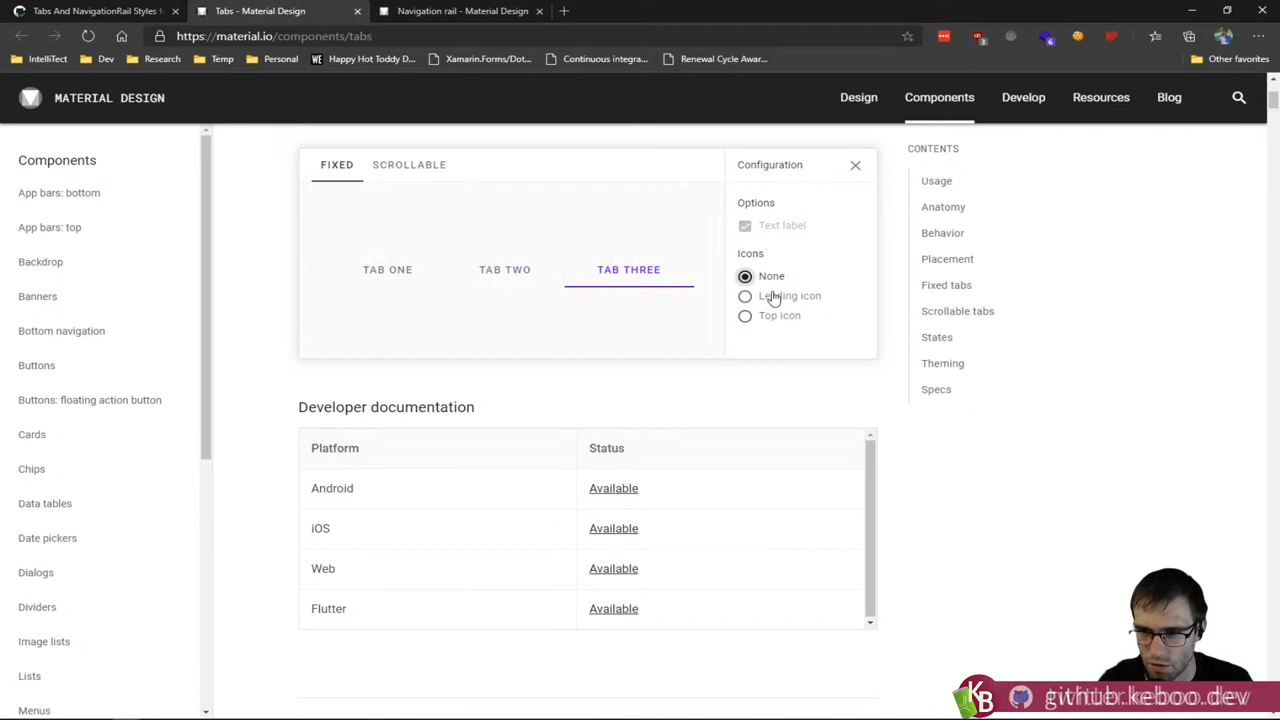 Tabs And NavigationRail Styles for
Tabs - Material Design
Navigation rail - Material Design
https://material.io/components/tabs
IntelliTect
Dev
Research
Temp
Personal
Happy Hot Toddy D...
Xamarin.Forms/Dot...
Continuous integra...
Renewal Cycle Awa...
Other favorites
MATERIAL DESIGN
Design
Components
Develop
Resources
Blog
Components
App bars: bottom
App bars: top
Backdrop
Banners
Bottom navigation
Buttons
Buttons: floating action button
Cards
Chips
Data tables
Date pickers
Dialogs
Dividers
Image lists
Lists
Menus
FIXED
SCROLLABLE
TAB ONE
TAB TWO
TAB THREE
Configuration
Options
Text label
Icons
None
Leading icon
Top icon
Developer documentation
Platform
Status
Android
Available
iOS
Available
Web
Available
Flutter
Available
CONTENTS
Usage
Anatomy
Behavior
Placement
Fixed tabs
Scrollable tabs
States
Theming
Specs
KB